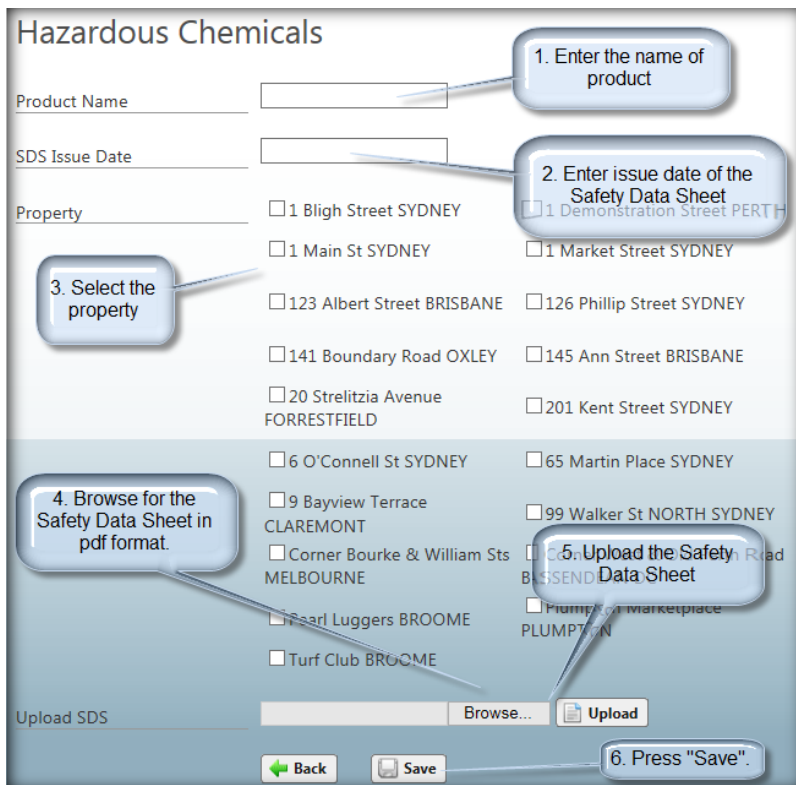 Hazardous Chemicals
1. Enter the name of
product
Product Name
SDS Issue Date
2. Enter issue date of the
Safety Data Sheet
Property
1 Bligh Street SYDNEY
1 Demonstration Street PERTH
1 Main St SYDNEY
1 Market Street SYDNEY
3. Select the
property
123 Albert Street BRISBANE
126 Phillip Street SYDNEY
141 Boundary Road OXLEY
145 Ann Street BRISBANE
20 Strelitzia Avenue
FORRESTFIELD
201 Kent Street SYDNEY
6 O'Connell St SYDNEY
65 Martin Place SYDNEY
4. Browse for the
Safety Data Sheet in
pdf format.
9 Bayview Terrace
CLAREMONT
99 Walker St NORTH SYDNEY
Corner Bourke & William Sts
MELBOURNE
Road
5. Upload the Safety
Data Sheet
Pearl Luggers BROOME
Plumpton Marketplace
PLUMPTON
Turf Club BROOME
Upload SDS
Browse...
Upload
Back
Save
6. Press "Save".